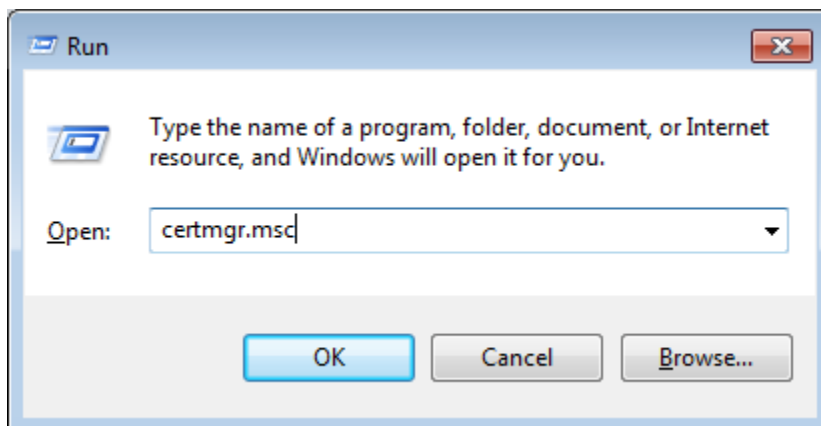 Run
Type the name of a program, folder, document, or Internet
resource, and Windows will open it for you.
Open: certmgr.msc
OK Cancel Browse...